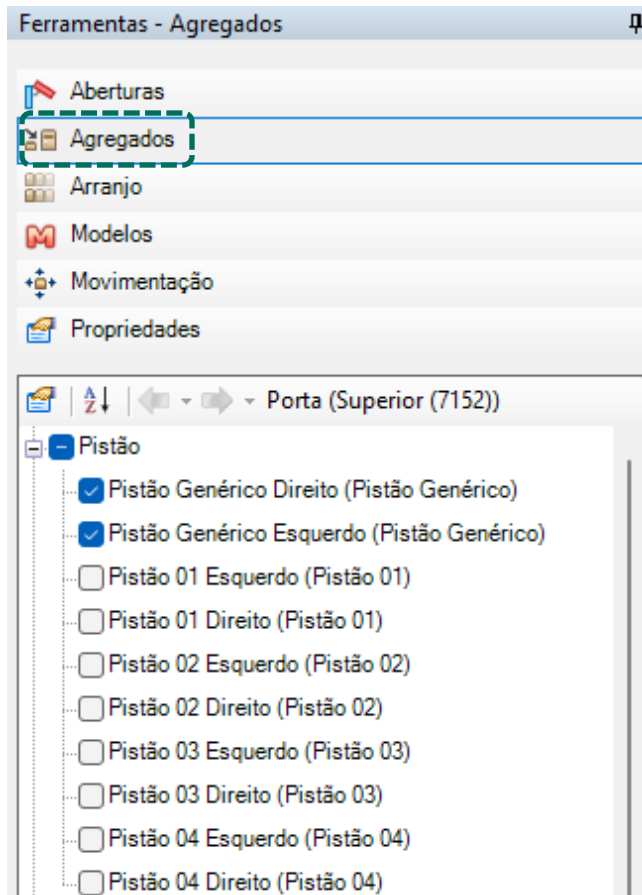 Ferramentas - Agregados
Aberturas
Agregados
Arranjo
Modelos
Movimentação
Propriedades
Porta (Superior (7152))
Pistão
Pistão Genérico Direito (Pistão Genérico)
Pistão Genérico Esquerdo (Pistão Genérico)
Pistão 01 Esquerdo (Pistão 01)
Pistão 01 Direito (Pistão 01)
Pistão 02 Esquerdo (Pistão 02)
Pistão 02 Direito (Pistão 02)
Pistão 03 Esquerdo (Pistão 03)
Pistão 03 Direito (Pistão 03)
Pistão 04 Esquerdo (Pistão 04)
Pistão 04 Direito (Pistão 04)